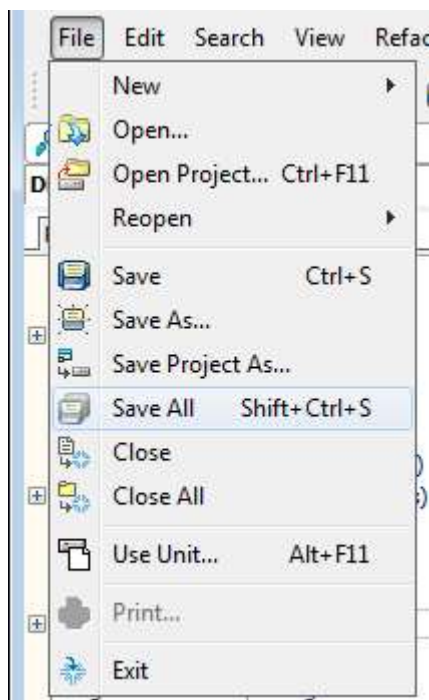 File Edit Search View Refac
New
Open...
D
Open Project... Ctrl+F11
Reopen
Save Ctrl+S
Save As...
Save Project As...
Save All Shift+Ctrl+S
Close
)
Close All
;)
Use Unit... Alt+F11
Print...
Exit